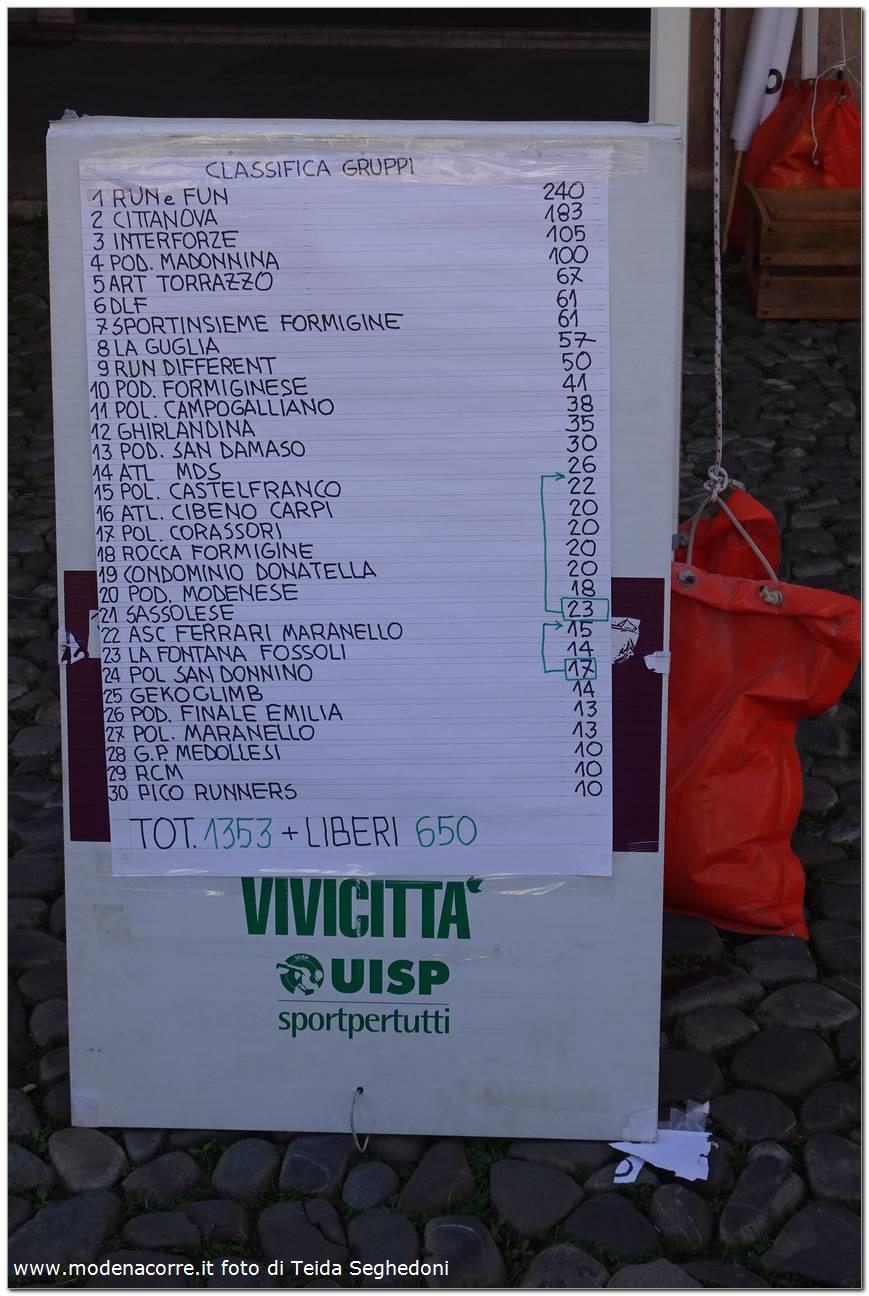 CLASSIFICA GRUPPI
1 RUN e FUN 240
2 CITTANOVA 183
3 INTERFORZE 105
4 POD. MADONNINA 100
5 ART TORRAZZO 67
6 DLF 61
7 SPORTINSIEME FORMIGINE 61
8 LA GUGLIA 57
9 RUN DIFFERENT 50
10 POD. FORMIGINESE 41
11 POL. CAMPOGALLIANO 38
12 GHIRLANDINA 35
13 POD. SAN DAMASO 30
14 ATL MDS 26
15 POL. CASTELFRANCO 22
16 ATL. CIBENO CARPI 20
17 POL. CORASSORI 20
18 ROCCA FORMIGINE 20
19 CONDOMINIO DONATELLA 20
20 POD. MODENESE 18
21 SASSOLESE 23
22 ASC FERRARI MARANELLO 15
23 LA FONTANA FOSSOLI 14
24 POL SAN DONNINO 17
25 GEKOGLIMB 14
26 POD. FINALE EMILIA 13
27 POL. MARANELLO 13
28 G.P. MEDOLLESI 10
29 RCM 10
30 PICO RUNNERS 10
TOT. 1353 + LIBERI 650
VIVICITTA'
UISP
UISP
sportpertutti
www.modenacorre.it foto di Teida Seghedoni